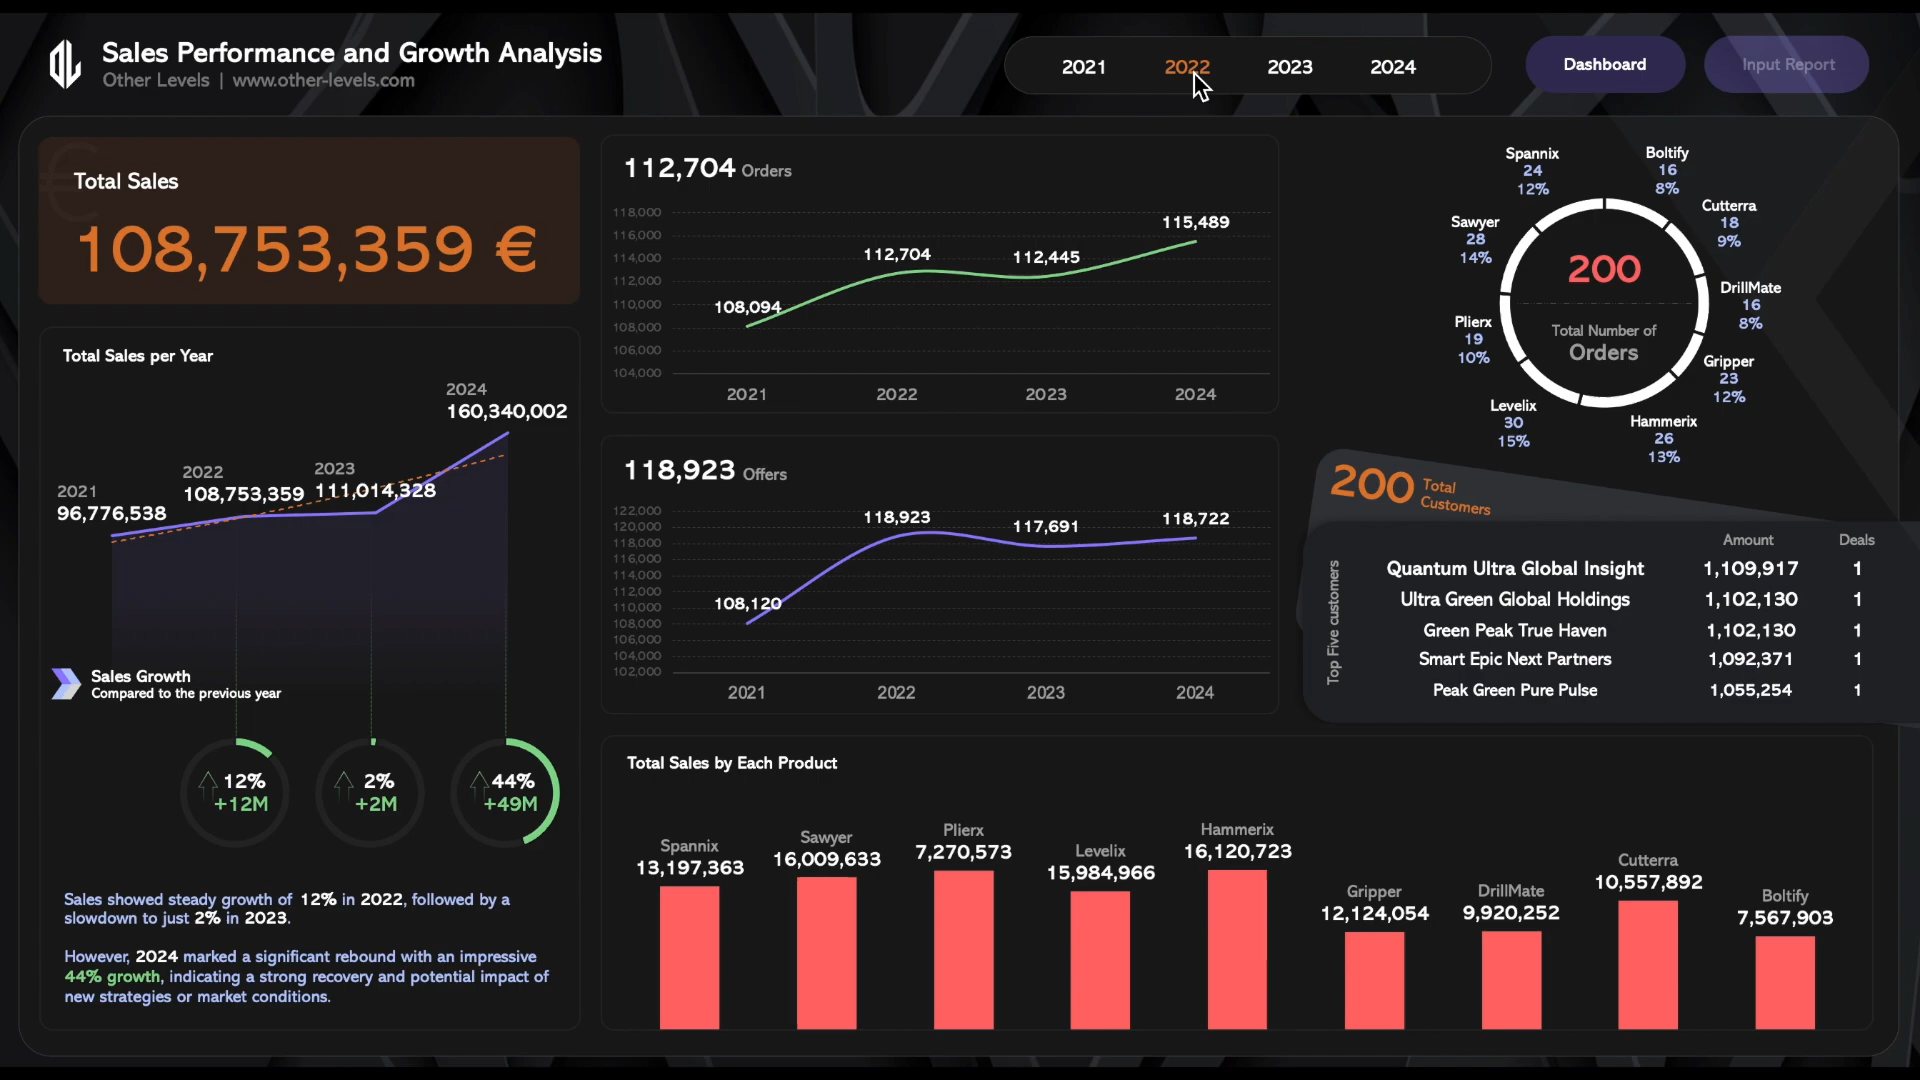 Sales Performance and Growth Analysis
Other Levels | www.other-levels.com
2021 2022 2023 2024
Dashboard
Input Report
€
Total Sales
108,753,359 €
Total Sales per Year
2021
96,776,538
2022
108,753,359
2023
111,014,328
2024
160,340,002
Sales Growth
Compared to the previous year
12%
+12M
2%
+2M
44%
+49M
Sales showed steady growth of 12% in 2022, followed by a
slowdown to just 2% in 2023.
However, 2024 marked a significant rebound with an impressive
44% growth, indicating a strong recovery and potential impact of
new strategies or market conditions.
112,704 Orders
118,000
116,000
114,000
112,000
110,000
108,000
106,000
104,000
108,094
112,704
112,445
115,489
2021 2022 2023 2024
118,923 Offers
122,000
120,000
118,000
116,000
114,000
112,000
110,000
108,000
106,000
104,000
102,000
108,120
118,923
117,691
118,722
2021 2022 2023 2024
Spannix
24
12%
Boltify
16
8%
Cutterra
18
9%
DrillMate
16
8%
Gripper
23
12%
Hammerix
26
13%
Levelix
30
15%
Plierx
19
10%
Sawyer
28
14%
200
Total Number of
Orders
200 Total
Customers
Top Five customers
Amount Deals
Quantum Ultra Global Insight 1,109,917 1
Ultra Green Global Holdings 1,102,130 1
Green Peak True Haven 1,102,130 1
Smart Epic Next Partners 1,092,371 1
Peak Green Pure Pulse 1,055,254 1
Total Sales by Each Product
Spannix
13,197,363
Sawyer
16,009,633
Plierx
7,270,573
Levelix
15,984,966
Hammerix
16,120,723
Gripper
12,124,054
DrillMate
9,920,252
Cutterra
10,557,892
Boltify
7,567,903